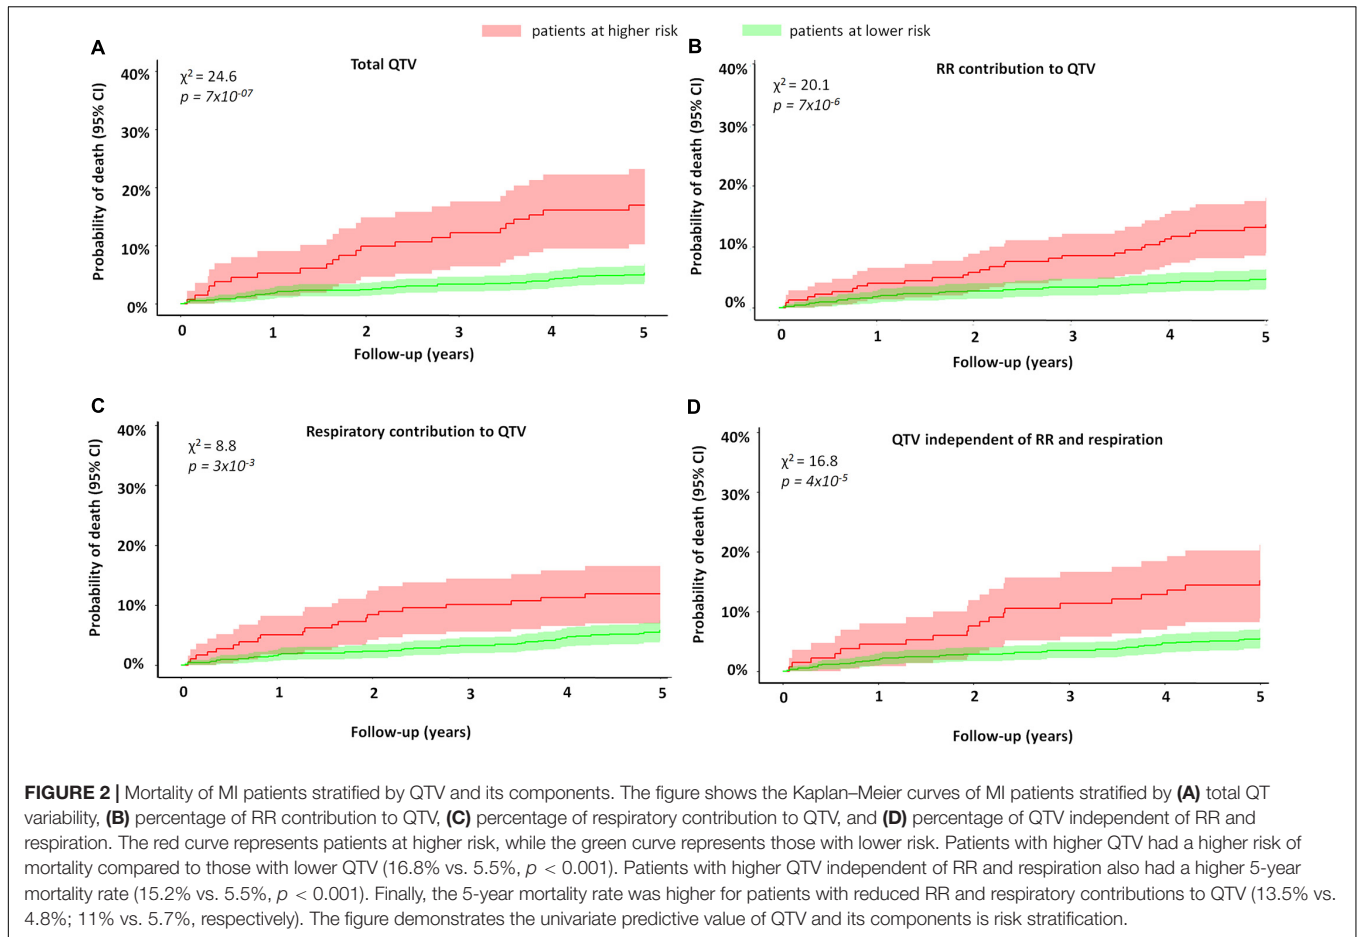 patients at higher risk
patients at lower risk
A
Total QTV
χ² = 24.6
p = 7x10⁻⁰⁷
Probability of death (95% CI)
40%
30%
20%
10%
0%
0 1 2 3 4 5
Follow-up (years)
B
RR contribution to QTV
χ² = 20.1
p = 7x10⁻⁶
Probability of death (95% CI)
40%
30%
20%
10%
0%
0 1 2 3 4 5
Follow-up (years)
C
Respiratory contribution to QTV
χ² = 8.8
p = 3x10⁻³
Probability of death (95% CI)
40%
30%
20%
10%
0%
0 1 2 3 4 5
Follow-up (years)
D
QTV independent of RR and respiration
χ² = 16.8
p = 4x10⁻⁵
Probability of death (95% CI)
40%
30%
20%
10%
0%
0 1 2 3 4 5
Follow-up (years)
FIGURE 2 | Mortality of MI patients stratified by QTV and its components. The figure shows the Kaplan–Meier curves of MI patients stratified by (A) total QT
variability, (B) percentage of RR contribution to QTV, (C) percentage of respiratory contribution to QTV, and (D) percentage of QTV independent of RR and
respiration. The red curve represents patients at higher risk, while the green curve represents those with lower risk. Patients with higher QTV had a higher risk of
mortality compared to those with lower QTV (16.8% vs. 5.5%, p < 0.001). Patients with higher QTV independent of RR and respiration also had a higher 5-year
mortality rate (15.2% vs. 5.5%, p < 0.001). Finally, the 5-year mortality rate was higher for patients with reduced RR and respiratory contributions to QTV (13.5% vs.
4.8%; 11% vs. 5.7%, respectively). The figure demonstrates the univariate predictive value of QTV and its components is risk stratification.